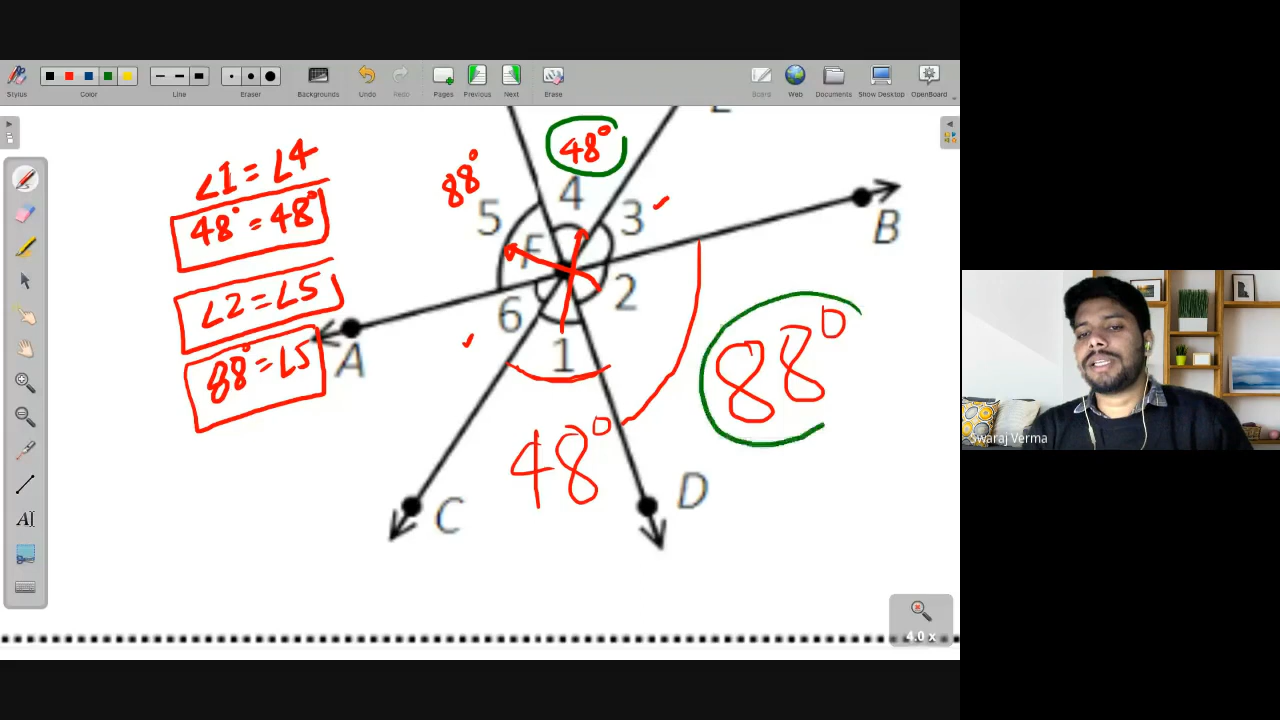 Stylus
Color
Line
Eraser
Backgrounds
Undo
Redo
Pages
Previous
Next
Erase
Board
Web
Documents
Show Desktop
OpenBoard
∠1 = ∠4
48° = 48°
∠2 = ∠5
88° = ∠5
88°
48°
4
5
3
F
2
6
1
A
B
C
D
48°
88°
4.0 x
Swaraj Verma